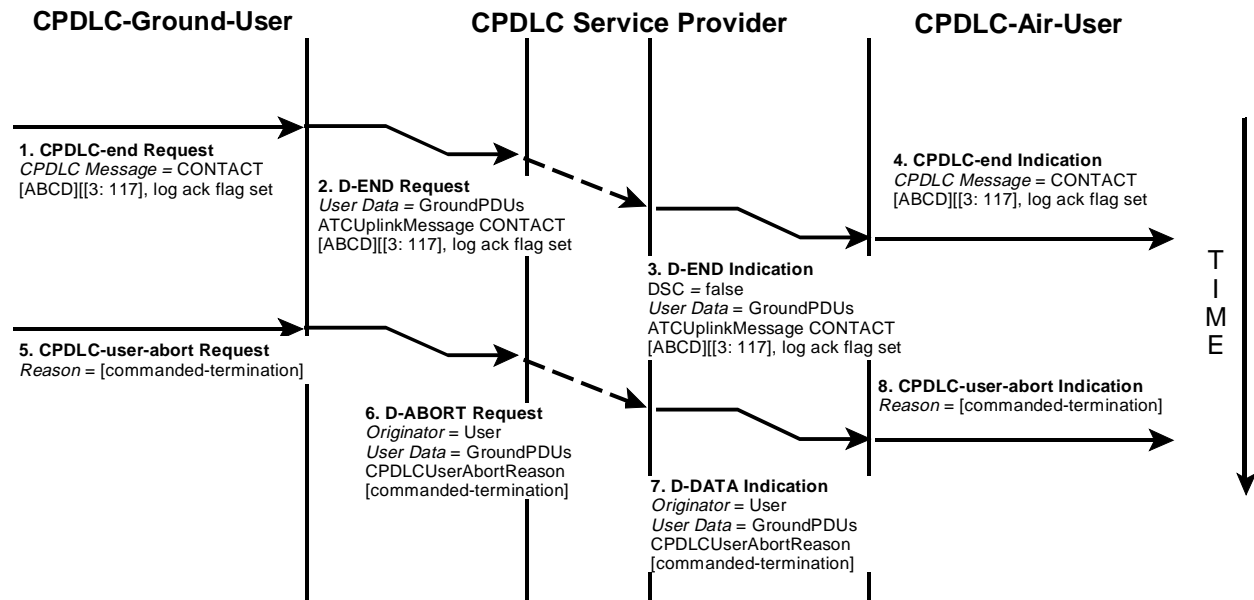 CPDLC-Ground-User
CPDLC Service Provider
CPDLC-Air-User
1. CPDLC-end Request
CPDLC Message = CONTACT
[ABCD][[3: 117], log ack flag set
2. D-END Request
User Data = GroundPDUs
ATCUplinkMessage CONTACT
[ABCD][[3: 117], log ack flag set
3. D-END Indication
DSC = false
User Data = GroundPDUs
ATCUplinkMessage CONTACT
[ABCD][[3: 117], log ack flag set
4. CPDLC-end Indication
CPDLC Message = CONTACT
[ABCD][[3: 117], log ack flag set
5. CPDLC-user-abort Request
Reason = [commanded-termination]
6. D-ABORT Request
Originator = User
User Data = GroundPDUs
CPDLCUserAbortReason
[commanded-termination]
7. D-DATA Indication
Originator = User
User Data = GroundPDUs
CPDLCUserAbortReason
[commanded-termination]
8. CPDLC-user-abort Indication
Reason = [commanded-termination]
T
I
M
E